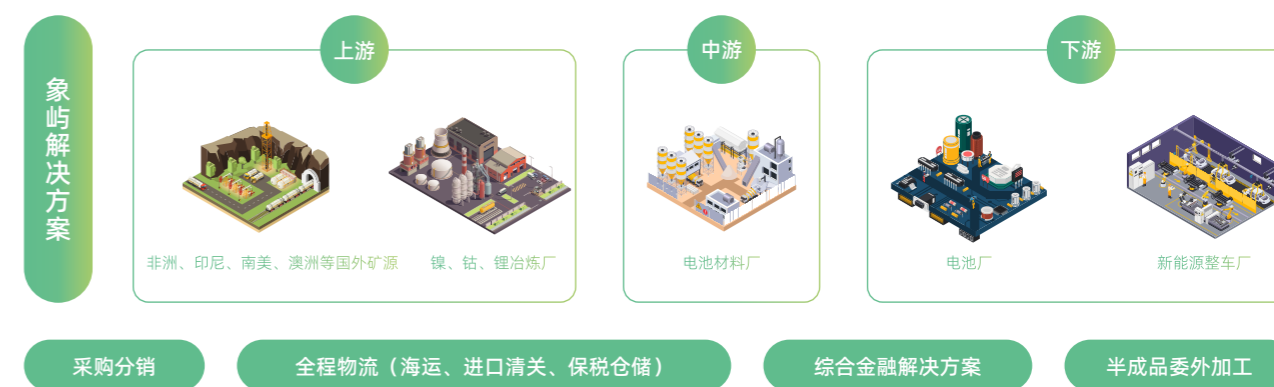 象屿解决方案
上游
中游
下游
非洲、印尼、南美、澳洲等国外矿源
镍、钴、锂冶炼厂
电池材料厂
电池厂
新能源整车厂
采购分销
全程物流（海运、进口清关、保税仓储）
综合金融解决方案
半成品委外加工